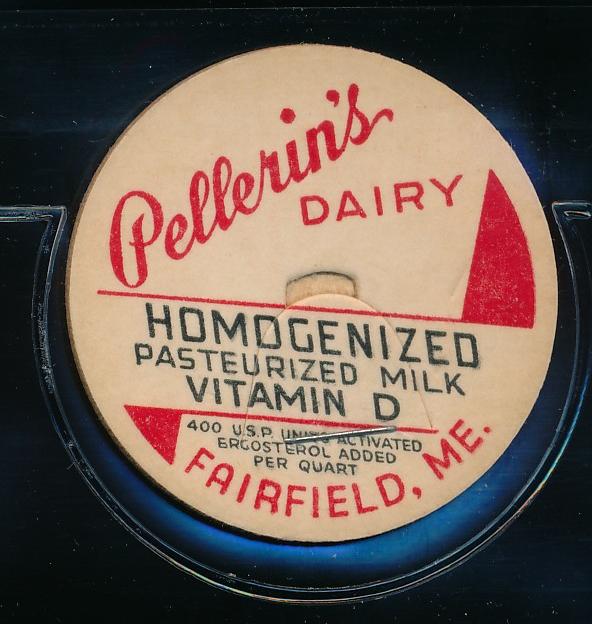 Pellerin's
DAIRY
HOMOGENIZED
PASTEURIZED MILK
VITAMIN D
400 U.S.P. UNITS ACTIVATED
ERGOSTEROL ADDED
PER QUART
FAIRFIELD, ME.